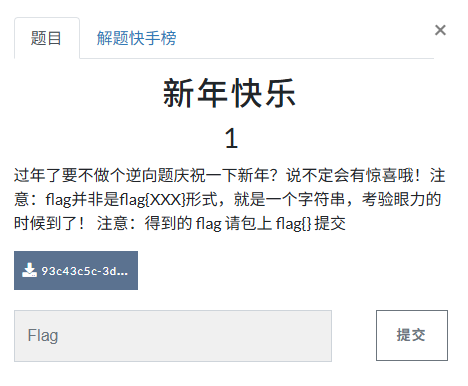 题目 解题快手榜 ×
新年快乐
1
过年了要不做个逆向题庆祝一下新年？说不定会有惊喜哦！注
意：flag并非是flag{XXX}形式，就是一个字符串，考验眼力的
时候到了！ 注意：得到的 flag 请包上 flag{} 提交
93c43c5c-3d...
Flag 提交